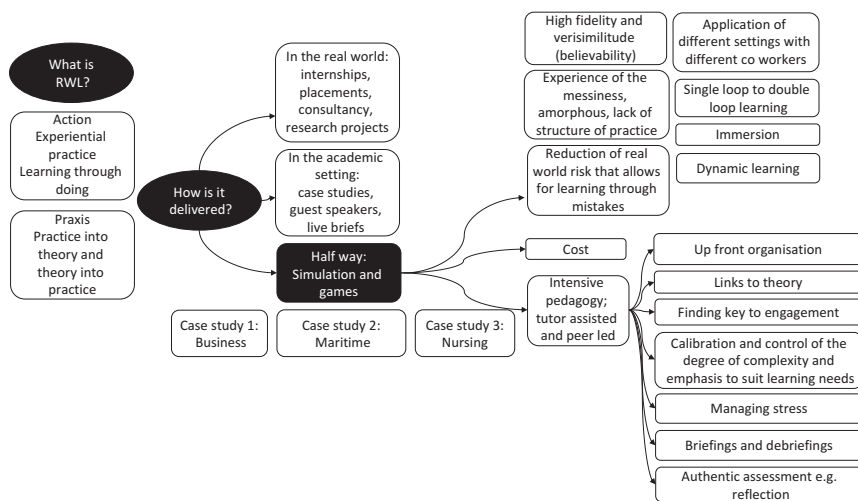 What is
RWL?
Action
Experiential
practice
Learning through
doing
Praxis
Practice into
theory and
theory into
practice
How is it
delivered?
In the real world:
internships,
placements,
consultancy,
research projects
In the academic
setting:
case studies,
guest speakers,
live briefs
Half way:
Simulation and
games
Case study 1:
Business
Case study 2:
Maritime
Case study 3:
Nursing
High fidelity and
verisimilitude
(believability)
Experience of the
messiness,
amorphous, lack of
structure of practice
Reduction of real
world risk that allows
for learning through
mistakes
Application of
different settings with
different co workers
Single loop to double
loop learning
Immersion
Dynamic learning
Cost
Intensive
pedagogy;
tutor assisted
and peer led
Up front organisation
Links to theory
Finding key to engagement
Calibration and control of the
degree of complexity and
emphasis to suit learning needs
Managing stress
Briefings and debriefings
Authentic assessment e.g.
reflection